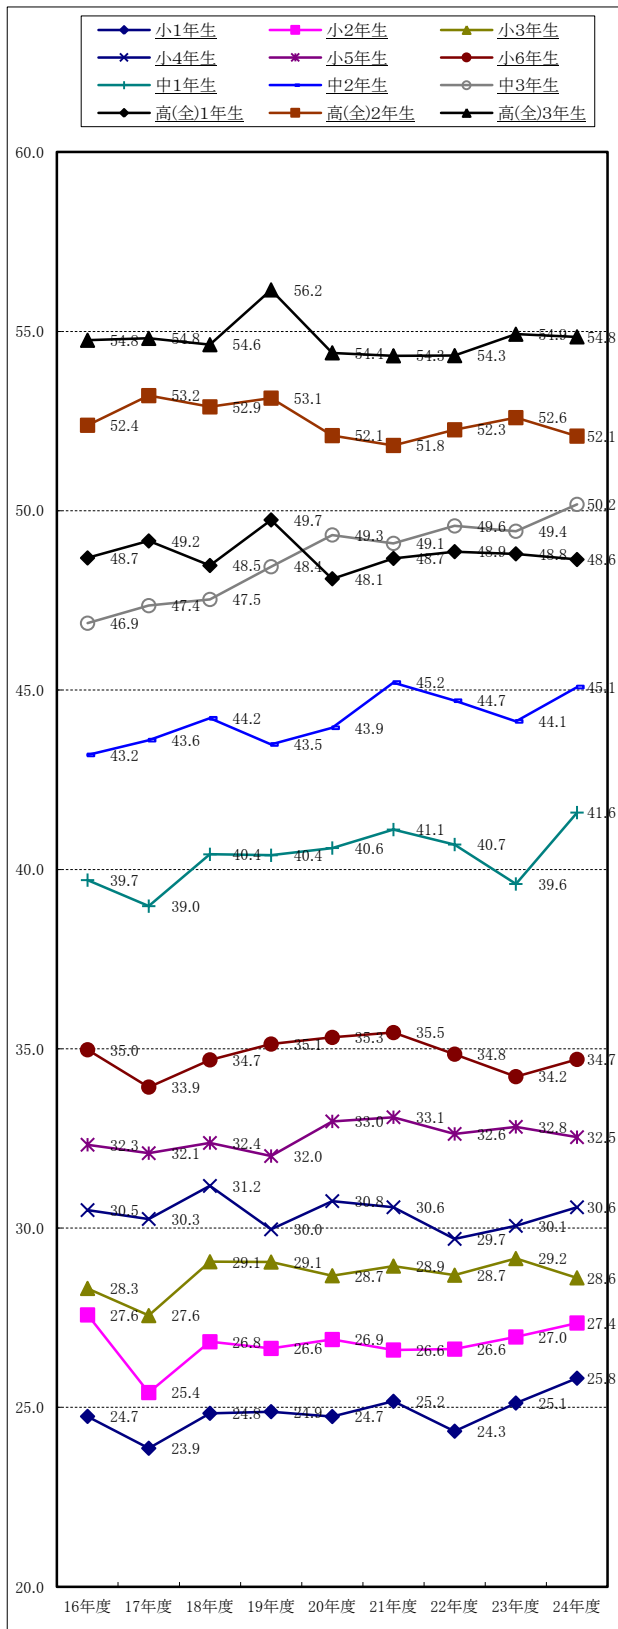 小1年生 小2年生 小3年生
小4年生 小5年生 小6年生
中1年生 中2年生 中3年生
高(全)1年生 高(全)2年生 高(全)3年生
60.0
55.0
50.0
45.0
40.0
35.0
30.0
25.0
20.0
54.8 54.8 54.6 56.2 54.4 54.3 54.3 54.9 54.8
52.4 53.2 52.9 53.1 52.1 51.8 52.3 52.6 52.1
48.7 49.2 48.5 49.7 48.1 48.7 48.9 48.8 48.6
46.9 47.4 47.5 48.4 49.3 49.1 49.6 49.4 50.2
43.2 43.6 44.2 43.5 43.9 45.2 44.7 44.1 45.1
39.7 39.0 40.4 40.4 40.6 41.1 40.7 39.6 41.6
35.0 33.9 34.7 35.1 35.3 35.5 34.8 34.2 34.7
32.3 32.1 32.4 32.0 33.0 33.1 32.6 32.8 32.5
30.5 30.3 31.2 30.0 30.8 30.6 29.7 30.1 30.6
28.3 27.6 29.1 29.1 28.7 28.9 28.7 29.2 28.6
27.6 25.4 26.8 26.6 26.9 26.6 26.6 27.0 27.4
24.7 23.9 24.8 24.9 24.7 25.2 24.3 25.1 25.8
16年度 17年度 18年度 19年度 20年度 21年度 22年度 23年度 24年度